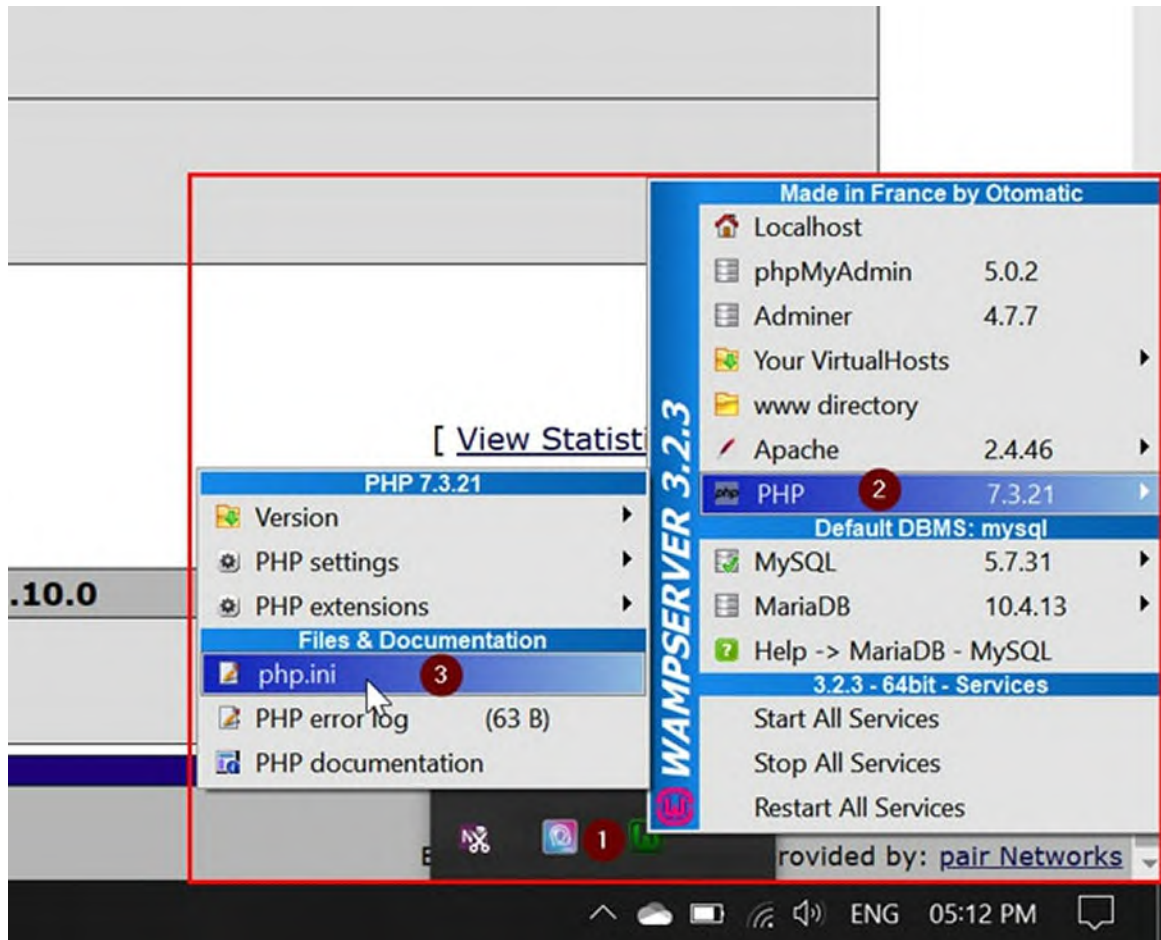 Made in France by Otomatic
Localhost
phpMyAdmin 5.0.2
Adminer 4.7.7
Your VirtualHosts
www directory
Apache 2.4.46
PHP 2 7.3.21
Default DBMS: mysql
MySQL 5.7.31
MariaDB 10.4.13
Help -> MariaDB - MySQL
3.2.3 - 64bit - Services
Start All Services
Stop All Services
Restart All Services
WAMPSERVER 3.2.3
[ View Statisti
PHP 7.3.21
Version
PHP settings
PHP extensions
Files & Documentation
php.ini 3
PHP error log (63 B)
PHP documentation
.10.0
1
rovided by: pair Networks
ENG 05:12 PM